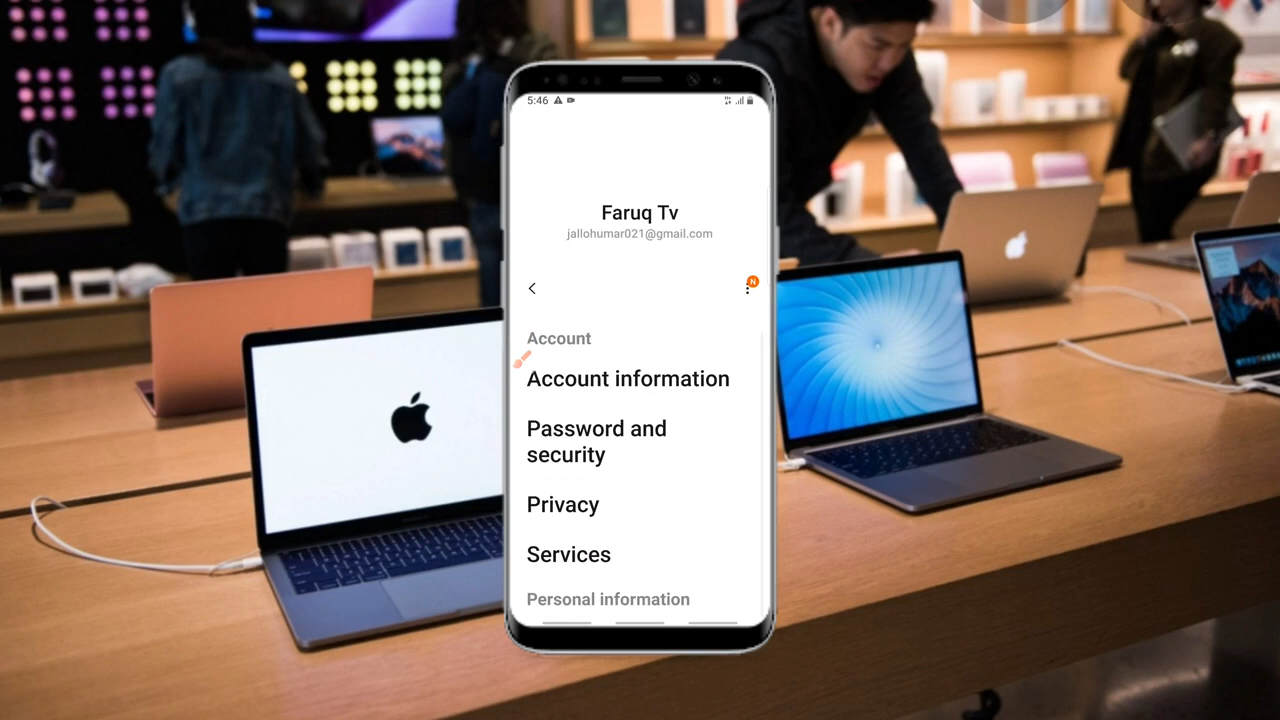 5:46
Faruq Tv
jallohumar021@gmail.com
N
Account
Account information
Password and
security
Privacy
Services
Personal information